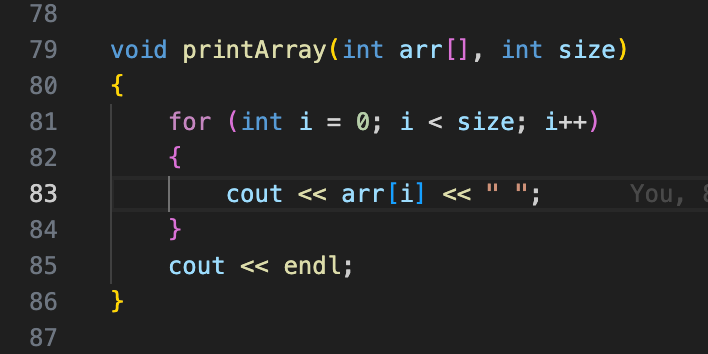 78
79 void printArray(int arr[], int size)
80 {
81 for (int i = 0; i < size; i++)
82 {
83 cout << arr[i] << " "; You, 8
84 }
85 cout << endl;
86 }
87